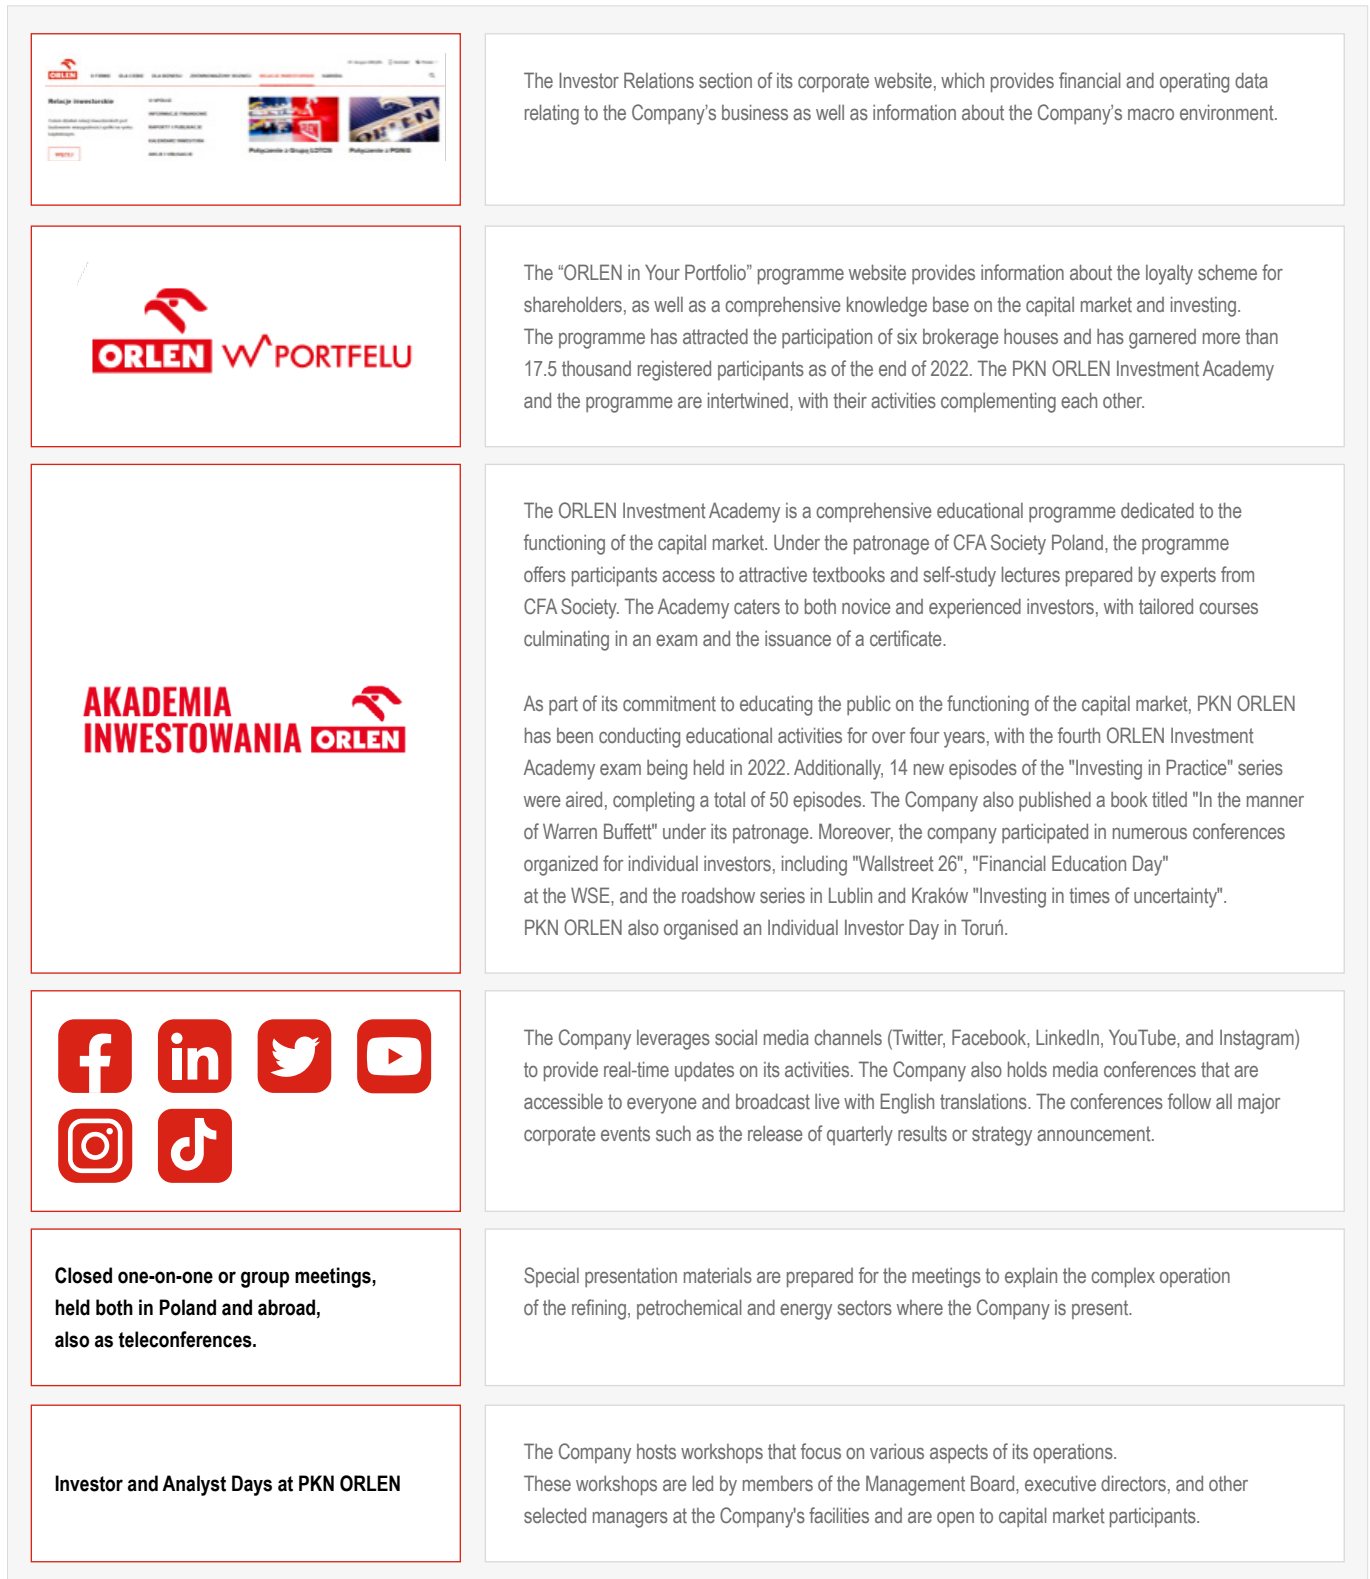 ORLEN
Relacje inwestorskie
O SPÓŁCE
INFORMACJE FINANSOWE
RAPORTY I PUBLIKACJE
KALENDARZ INWESTORA
AKCJE I OBLIGACJE
WIĘCEJ
Połączenie z Grupą LOTOS
Połączenie z PGNiG
The Investor Relations section of its corporate website, which provides financial and operating data
relating to the Company’s business as well as information about the Company’s macro environment.
ORLEN W PORTFELU
The “ORLEN in Your Portfolio” programme website provides information about the loyalty scheme for
shareholders, as well as a comprehensive knowledge base on the capital market and investing.
The programme has attracted the participation of six brokerage houses and has garnered more than
17.5 thousand registered participants as of the end of 2022. The PKN ORLEN Investment Academy
and the programme are intertwined, with their activities complementing each other.
AKADEMIA
INWESTOWANIA ORLEN
The ORLEN Investment Academy is a comprehensive educational programme dedicated to the
functioning of the capital market. Under the patronage of CFA Society Poland, the programme
offers participants access to attractive textbooks and self-study lectures prepared by experts from
CFA Society. The Academy caters to both novice and experienced investors, with tailored courses
culminating in an exam and the issuance of a certificate.
As part of its commitment to educating the public on the functioning of the capital market, PKN ORLEN
has been conducting educational activities for over four years, with the fourth ORLEN Investment
Academy exam being held in 2022. Additionally, 14 new episodes of the "Investing in Practice" series
were aired, completing a total of 50 episodes. The Company also published a book titled "In the manner
of Warren Buffett" under its patronage. Moreover, the company participated in numerous conferences
organized for individual investors, including "Wallstreet 26", "Financial Education Day"
at the WSE, and the roadshow series in Lublin and Kraków "Investing in times of uncertainty".
PKN ORLEN also organised an Individual Investor Day in Toruń.
The Company leverages social media channels (Twitter, Facebook, LinkedIn, YouTube, and Instagram)
to provide real-time updates on its activities. The Company also holds media conferences that are
accessible to everyone and broadcast live with English translations. The conferences follow all major
corporate events such as the release of quarterly results or strategy announcement.
Closed one-on-one or group meetings,
held both in Poland and abroad,
also as teleconferences.
Special presentation materials are prepared for the meetings to explain the complex operation
of the refining, petrochemical and energy sectors where the Company is present.
Investor and Analyst Days at PKN ORLEN
The Company hosts workshops that focus on various aspects of its operations.
These workshops are led by members of the Management Board, executive directors, and other
selected managers at the Company's facilities and are open to capital market participants.